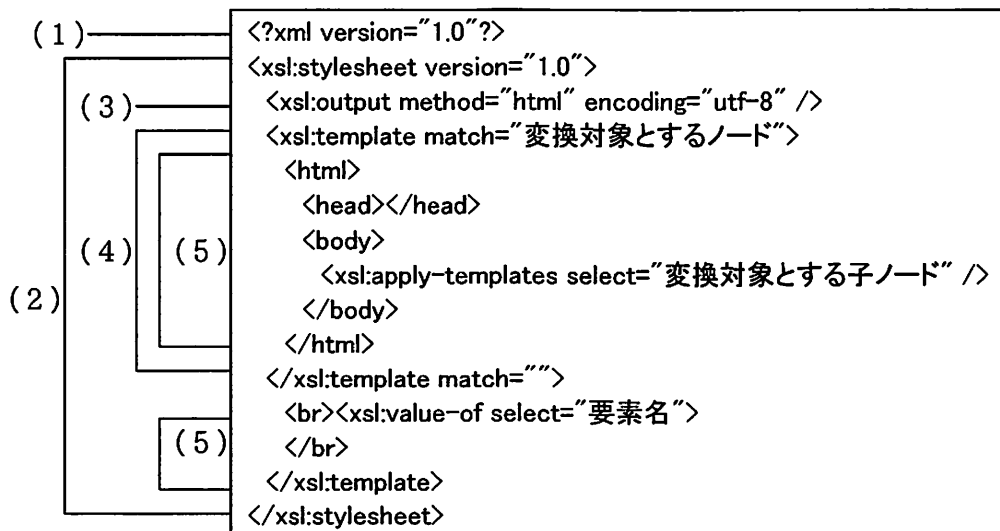 (1) <?xml version="1.0"?>
<xsl:stylesheet version="1.0">
(3) <xsl:output method="html" encoding="utf-8" />
<xsl:template match="変換対象とするノード">
<html>
<head></head>
<body>
(2) (4) (5) <xsl:apply-templates select="変換対象とする子ノード" />
</body>
</html>
</xsl:template match="">
<br><xsl:value-of select="要素名">
(5) </br>
</xsl:template>
</xsl:stylesheet>